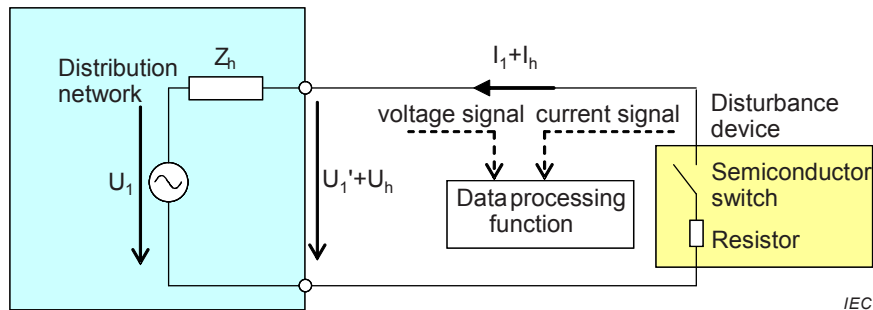 Distribution
network
Zh
U1
U1'+Uh
I1+Ih
voltage signal
current signal
Data processing
function
Disturbance
device
Semiconductor
switch
Resistor
IEC